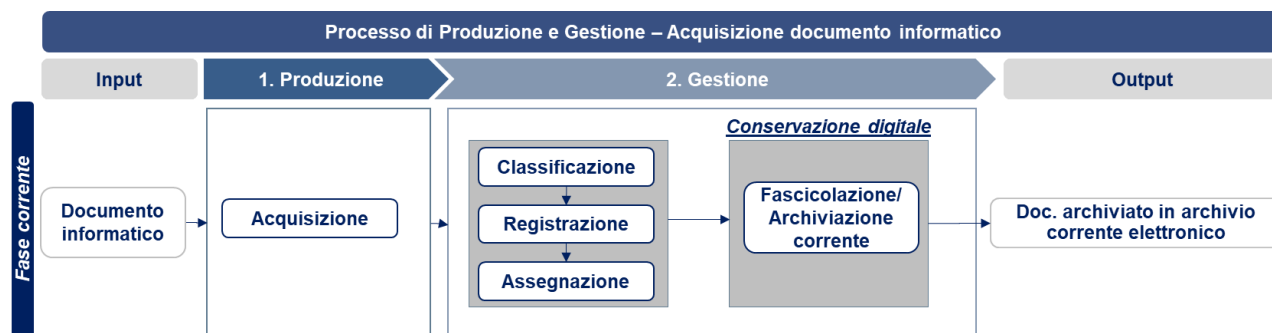 Processo di Produzione e Gestione – Acquisizione documento informatico
Input
1. Produzione
2. Gestione
Output
Fase corrente
Documento
informatico
Acquisizione
Classificazione
Registrazione
Assegnazione
Conservazione digitale
Fascicolazione/
Archiviazione
corrente
Doc. archiviato in archivio
corrente elettronico